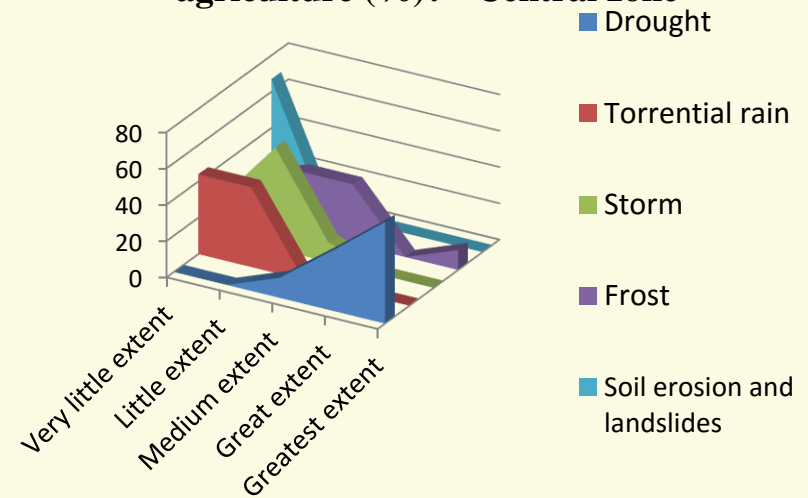 agriculture (%): - Central zone
Drought
Torrential rain
Storm
Frost
Soil erosion and
landslides
80
60
40
20
0
Very little extent
Little extent
Medium extent
Great extent
Greatest extent